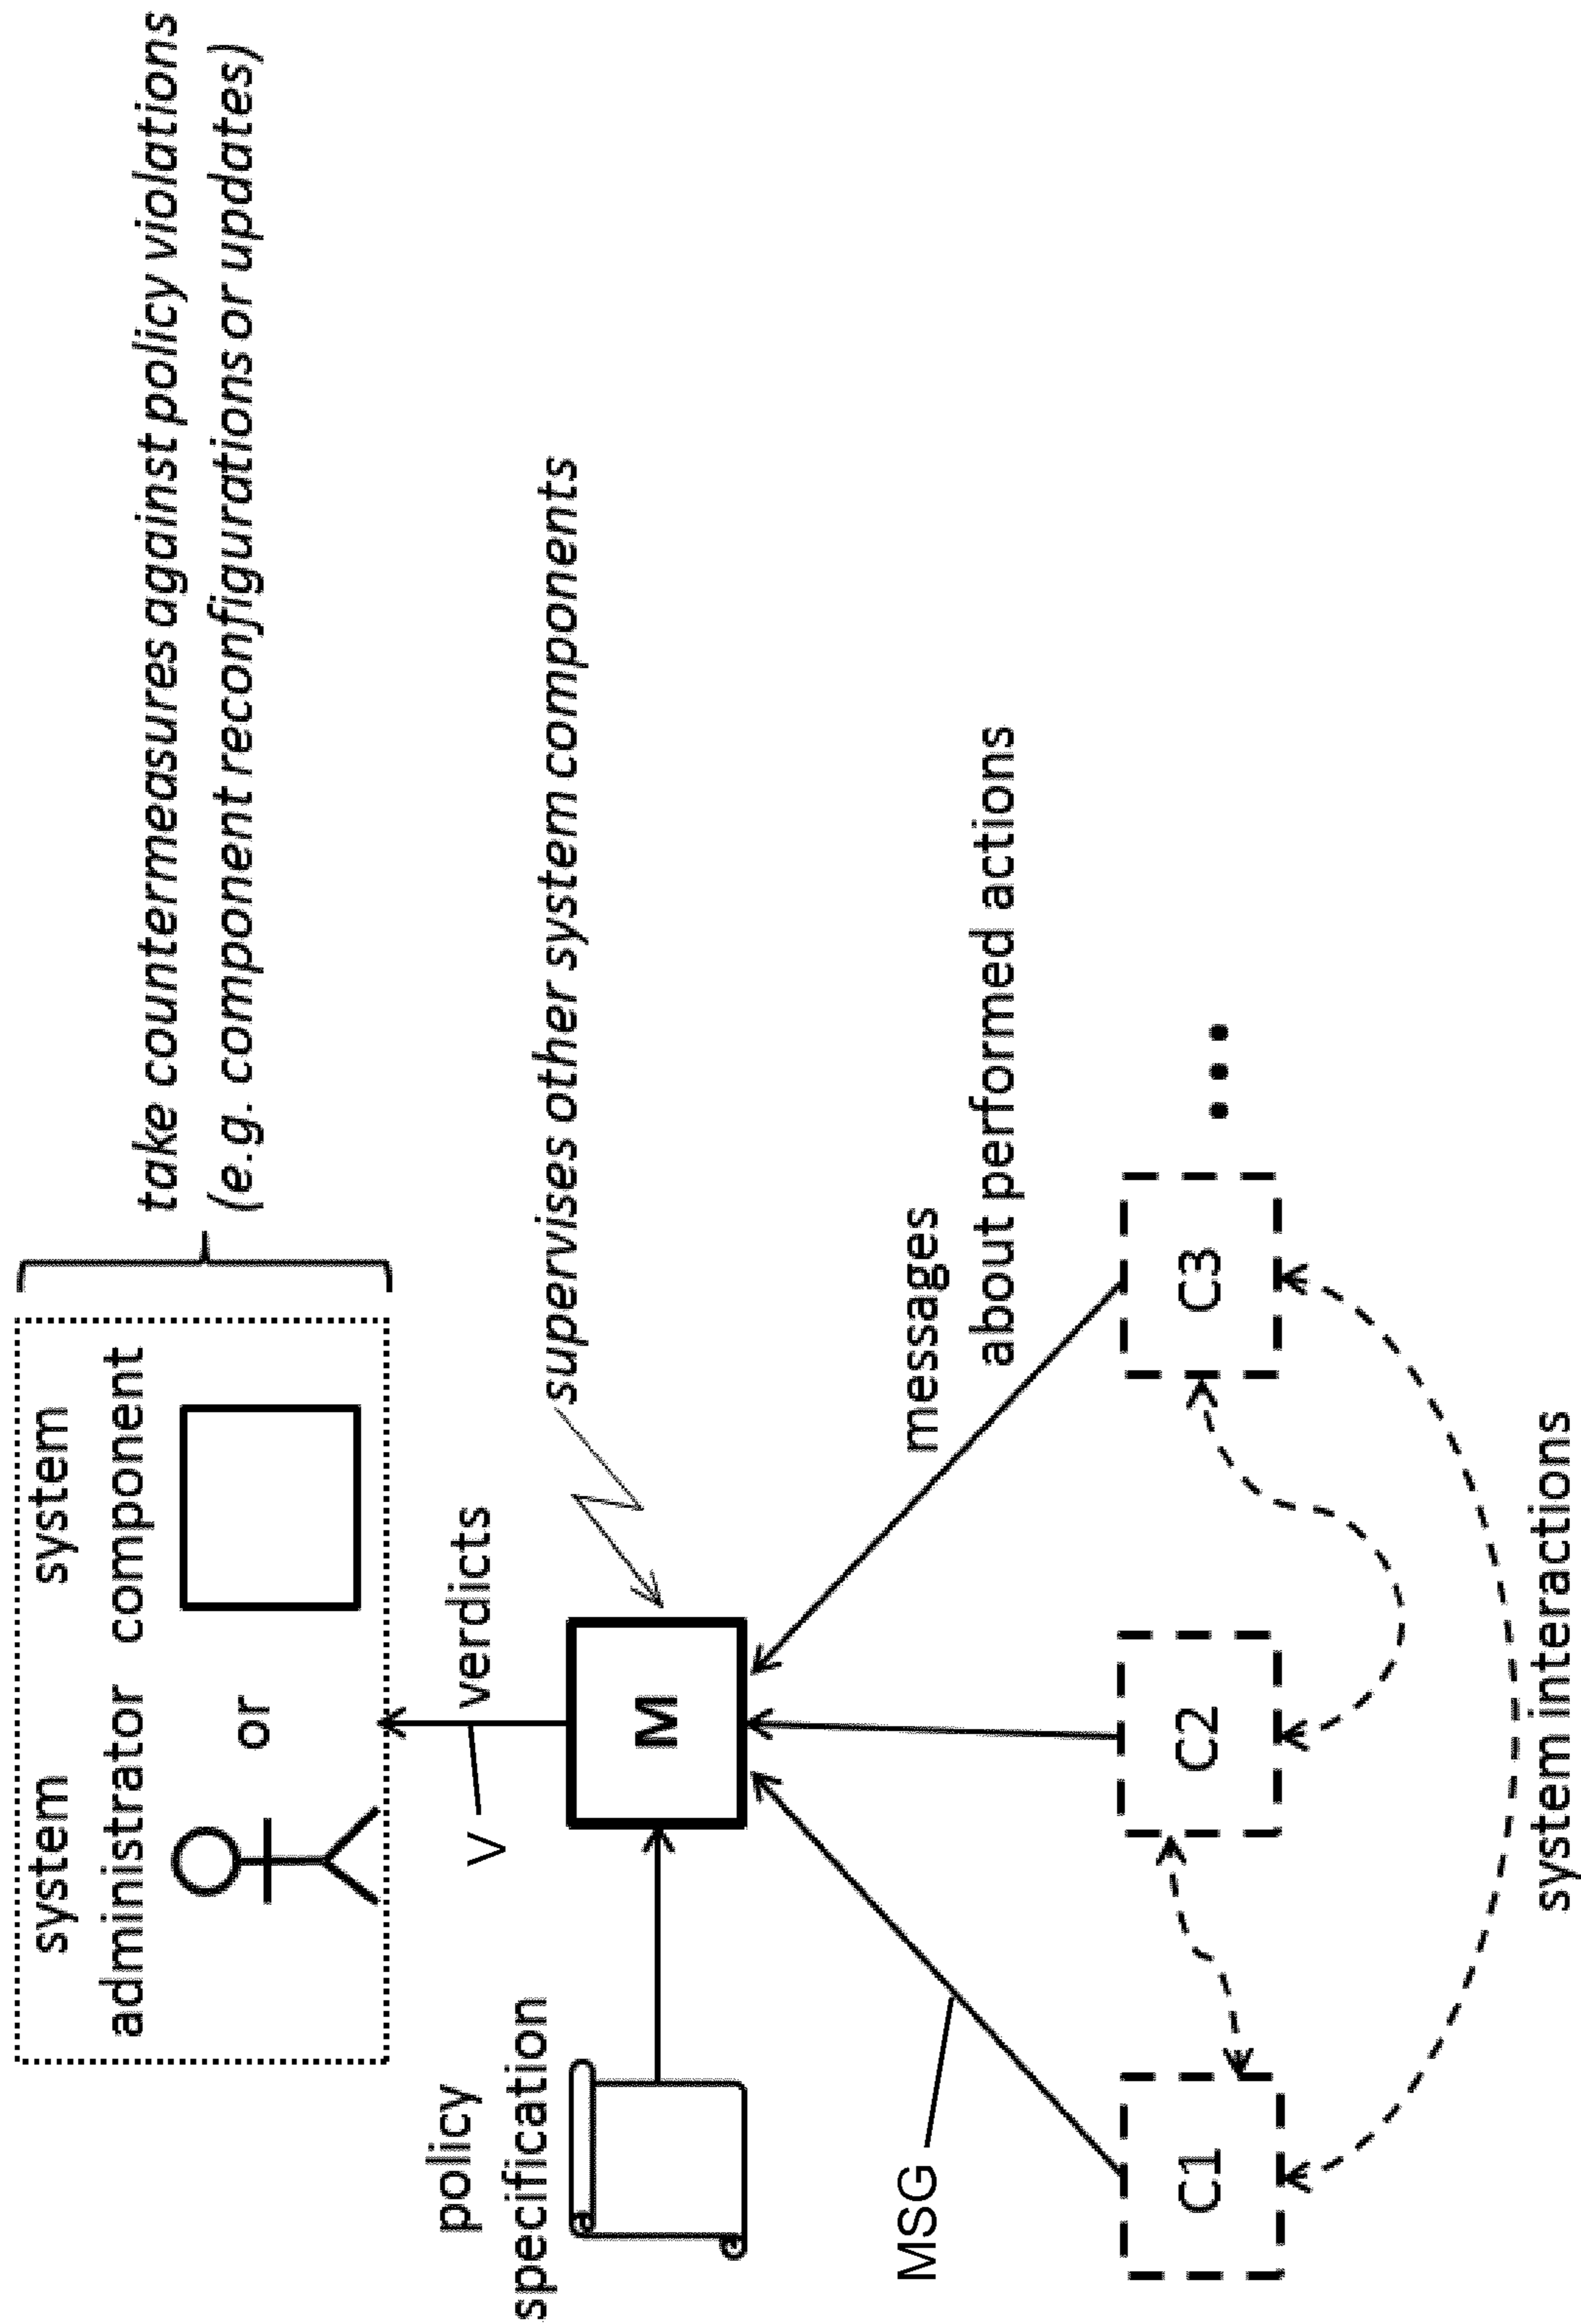 system
administrator
or
system
component
take countermeasures against policy violations
(e.g. component reconfigurations or updates)
V
verdicts
policy
specification
M
supervises other system components
MSG
messages
about performed actions
C1
C2
C3
...
system interactions